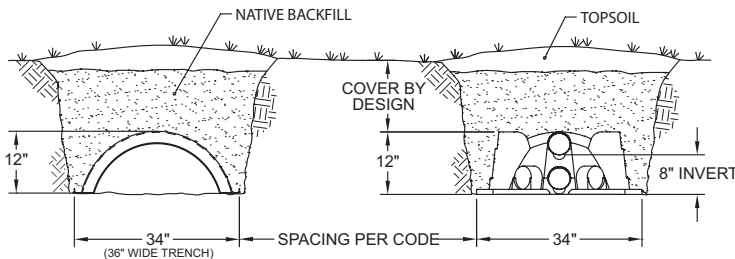 NATIVE BACKFILL
TOPSOIL
COVER BY
DESIGN
12"
12"
8" INVERT
34"
SPACING PER CODE
34"
(36" WIDE TRENCH)